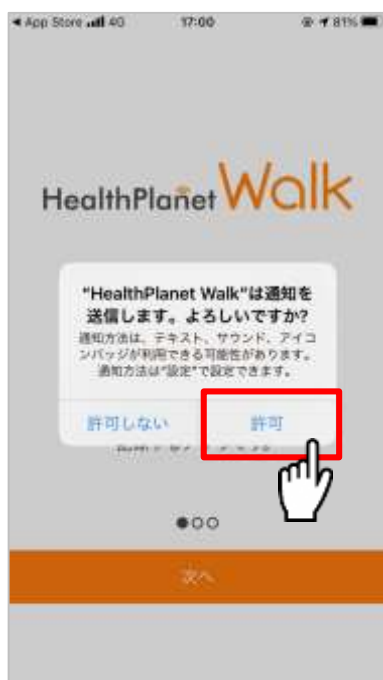 ◀ App Store 4G 17:00 81%
HealthPlanet Walk
"HealthPlanet Walk"は通知を
送信します。よろしいですか?
通知方法は、テキスト、サウンド、アイコ
ンバッジが利用できる可能性があります。
通知方法は"設定"で設定できます。
許可しない 許可
次へ